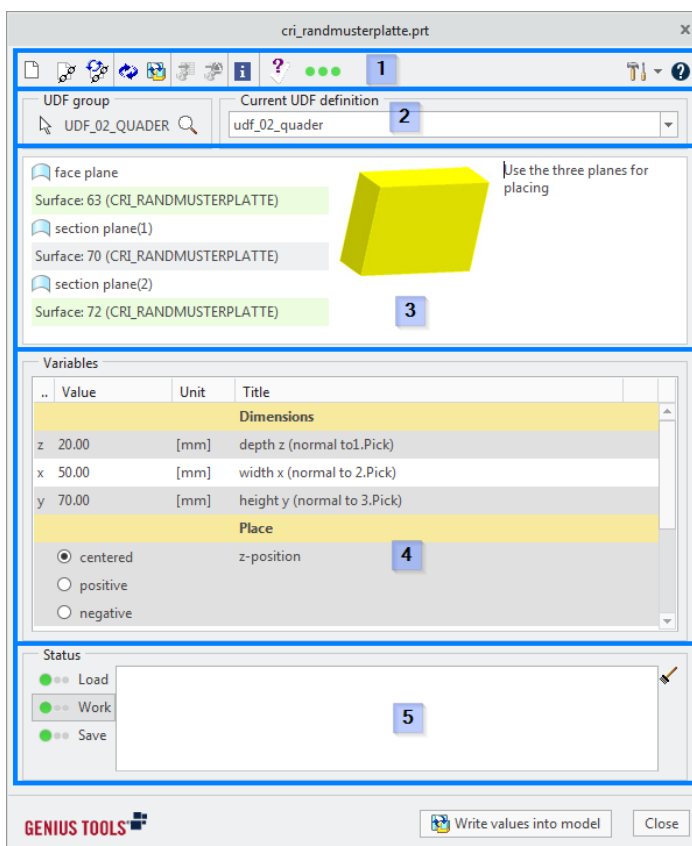 cri_randmusterplatte.prt x
1
UDF group
Current UDF definition
UDF_02_QUADER
udf_02_quader
2
face plane
Surface: 63 (CRI_RANDMUSTERPLATTE)
section plane(1)
Surface: 70 (CRI_RANDMUSTERPLATTE)
section plane(2)
Surface: 72 (CRI_RANDMUSTERPLATTE)
Use the three planes for
placing
3
Variables
.. Value Unit Title
Dimensions
z 20.00 [mm] depth z (normal to1.Pick)
x 50.00 [mm] width x (normal to 2.Pick)
y 70.00 [mm] height y (normal to 3.Pick)
Place
centered z-position
positive
negative
4
Status
Load
Work
Save
5
GENIUS TOOLS
Write values into model
Close